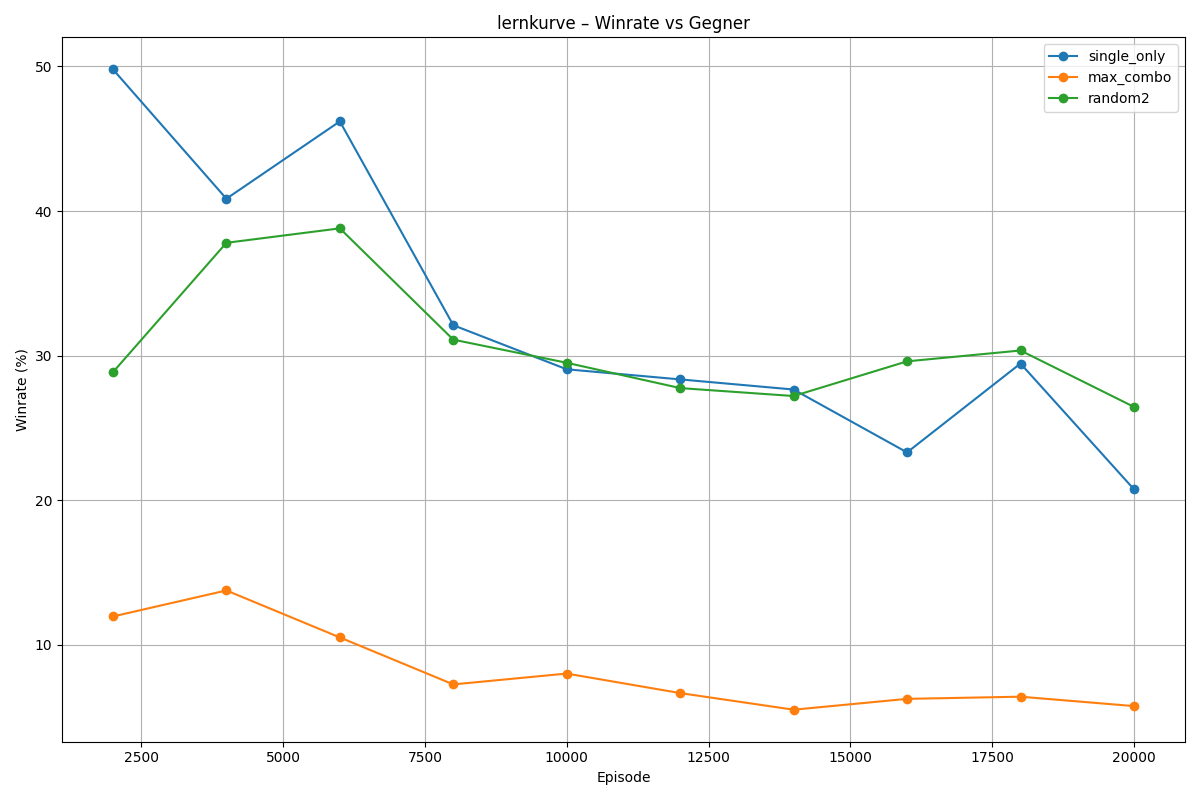 lernkurve – Winrate vs Gegner
single_only
max_combo
random2
Winrate (%)
50
40
30
20
10
2500 5000 7500 10000 12500 15000 17500 20000
Episode